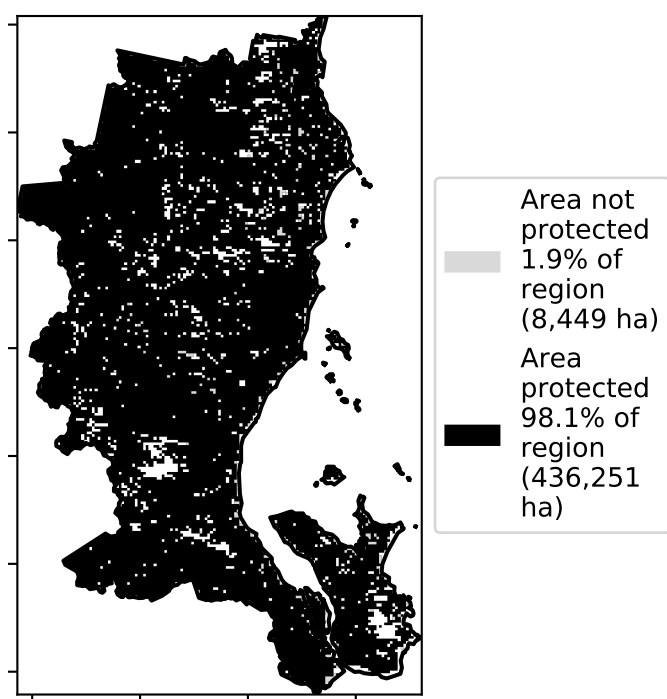 Area not
protected
1.9% of
region
(8,449 ha)
Area
protected
98.1% of
region
(436,251
ha)